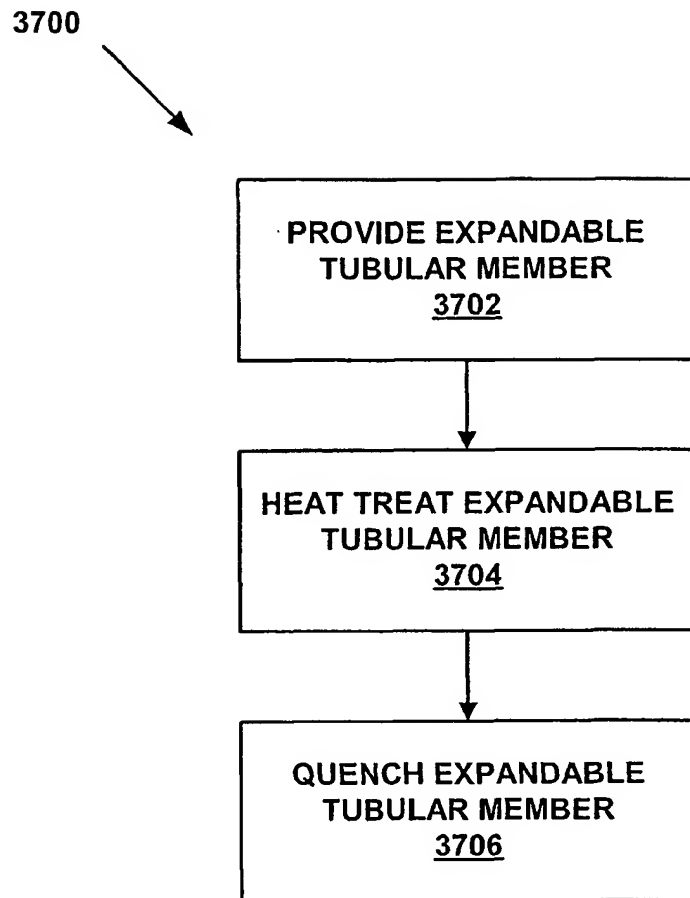 3700
PROVIDE EXPANDABLE
TUBULAR MEMBER
3702
HEAT TREAT EXPANDABLE
TUBULAR MEMBER
3704
QUENCH EXPANDABLE
TUBULAR MEMBER
3706